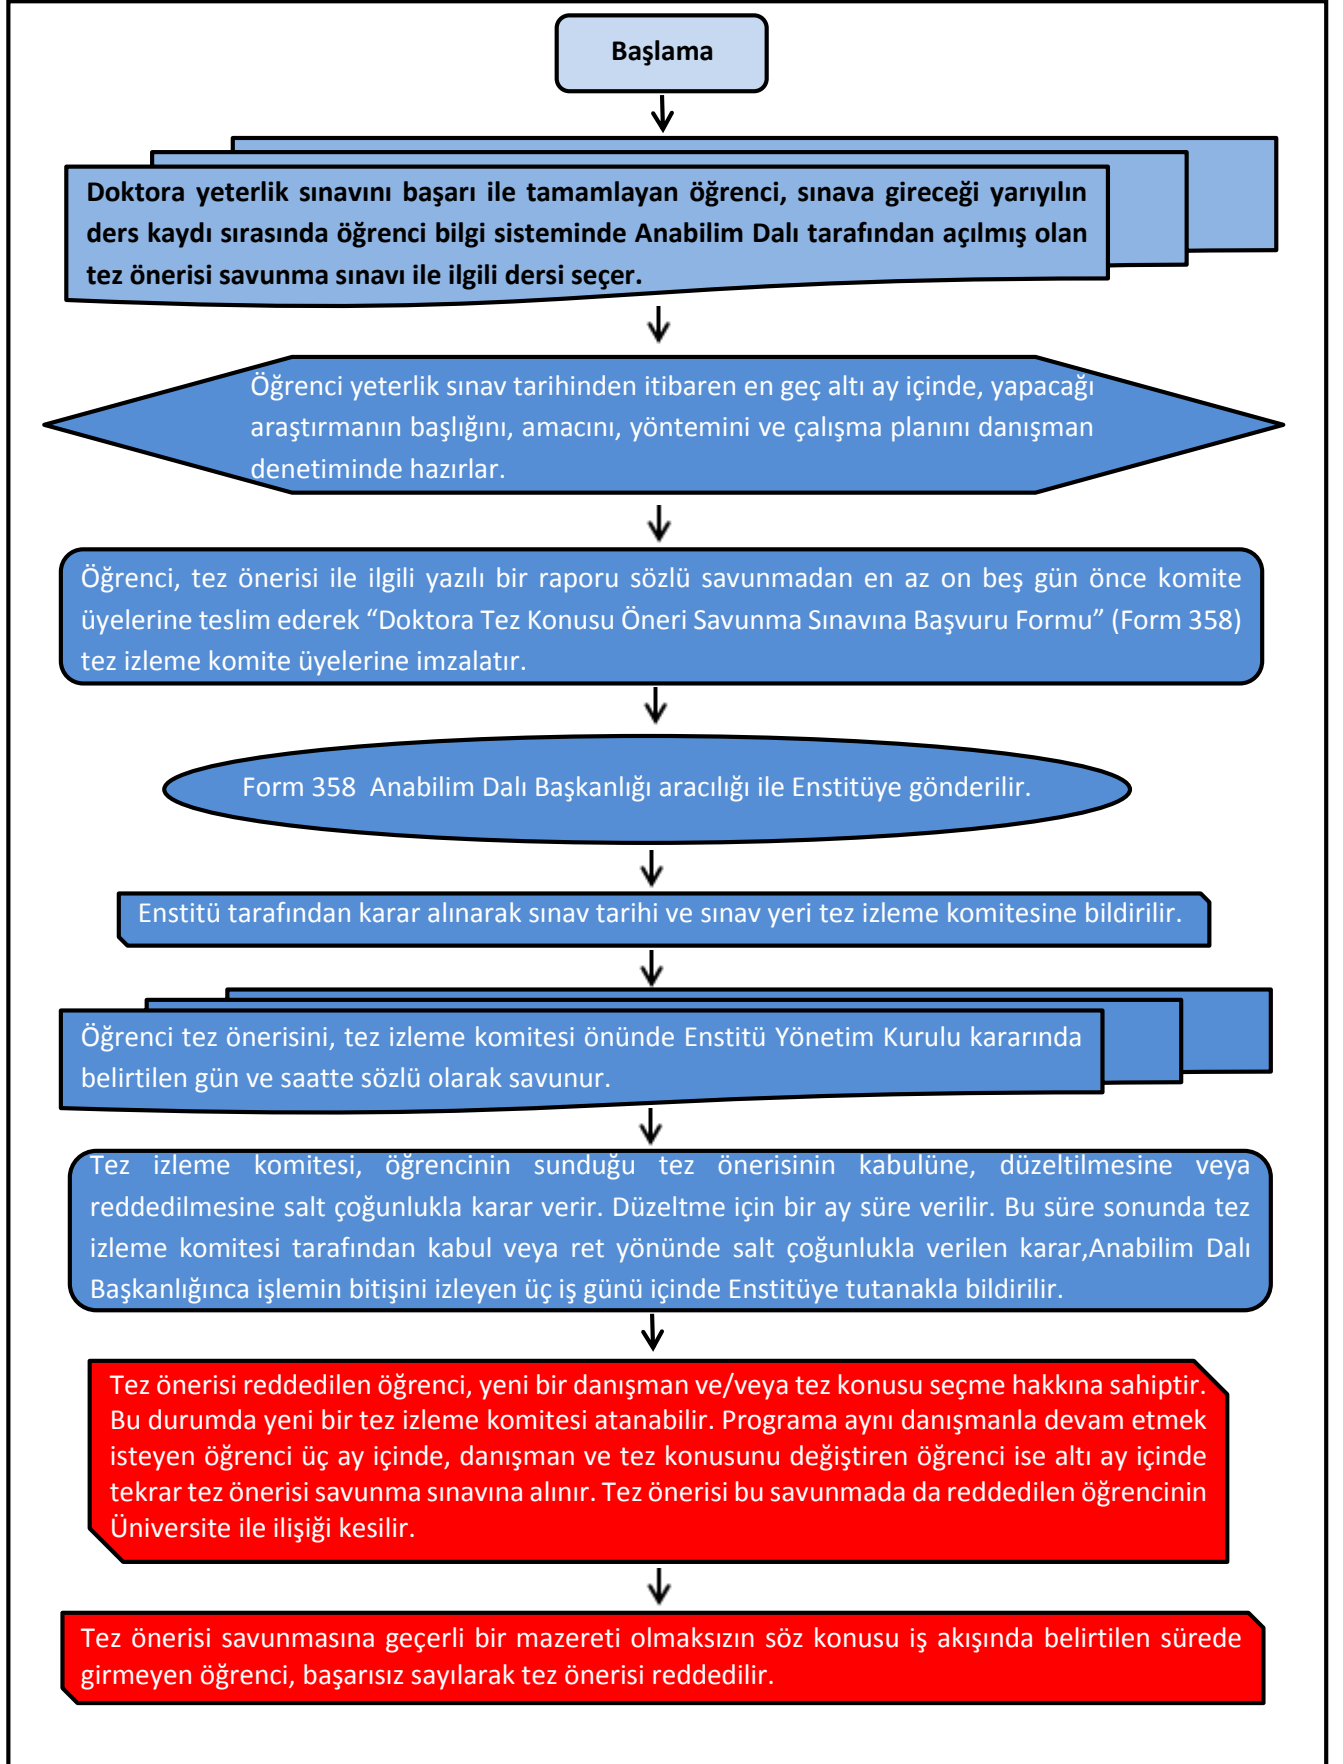 Başlama
Doktora yeterlik sınavını başarı ile tamamlayan öğrenci, sınava gireceği yarıyılın
ders kaydı sırasında öğrenci bilgi sisteminde Anabilim Dalı tarafından açılmış olan
tez önerisi savunma sınavı ile ilgili dersi seçer.
Öğrenci yeterlik sınav tarihinden itibaren en geç altı ay içinde, yapacağı
araştırmanın başlığını, amacını, yöntemini ve çalışma planını danışman
denetiminde hazırlar.
Öğrenci, tez önerisi ile ilgili yazılı bir raporu sözlü savunmadan en az on beş gün önce komite
üyelerine teslim ederek “Doktora Tez Konusu Öneri Savunma Sınavına Başvuru Formu” (Form 358)
tez izleme komite üyelerine imzalatır.
Form 358  Anabilim Dalı Başkanlığı aracılığı ile Enstitüye gönderilir.
Enstitü tarafından karar alınarak sınav tarihi ve sınav yeri tez izleme komitesine bildirilir.
Öğrenci tez önerisini, tez izleme komitesi önünde Enstitü Yönetim Kurulu kararında
belirtilen gün ve saatte sözlü olarak savunur.
Tez izleme komitesi, öğrencinin sunduğu tez önerisinin kabulüne, düzeltilmesine veya
reddedilmesine salt çoğunlukla karar verir. Düzeltme için bir ay süre verilir. Bu süre sonunda tez
izleme komitesi tarafından kabul veya ret yönünde salt çoğunlukla verilen karar,Anabilim Dalı
Başkanlığınca işlemin bitişini izleyen üç iş günü içinde Enstitüye tutanakla bildirilir.
Tez önerisi reddedilen öğrenci, yeni bir danışman ve/veya tez konusu seçme hakkına sahiptir.
Bu durumda yeni bir tez izleme komitesi atanabilir. Programa aynı danışmanla devam etmek
isteyen öğrenci üç ay içinde, danışman ve tez konusunu değiştiren öğrenci ise altı ay içinde
tekrar tez önerisi savunma sınavına alınır. Tez önerisi bu savunmada da reddedilen öğrencinin
Üniversite ile ilişiği kesilir.
Tez önerisi savunmasına geçerli bir mazereti olmaksızın söz konusu iş akışında belirtilen sürede
girmeyen öğrenci, başarısız sayılarak tez önerisi reddedilir.